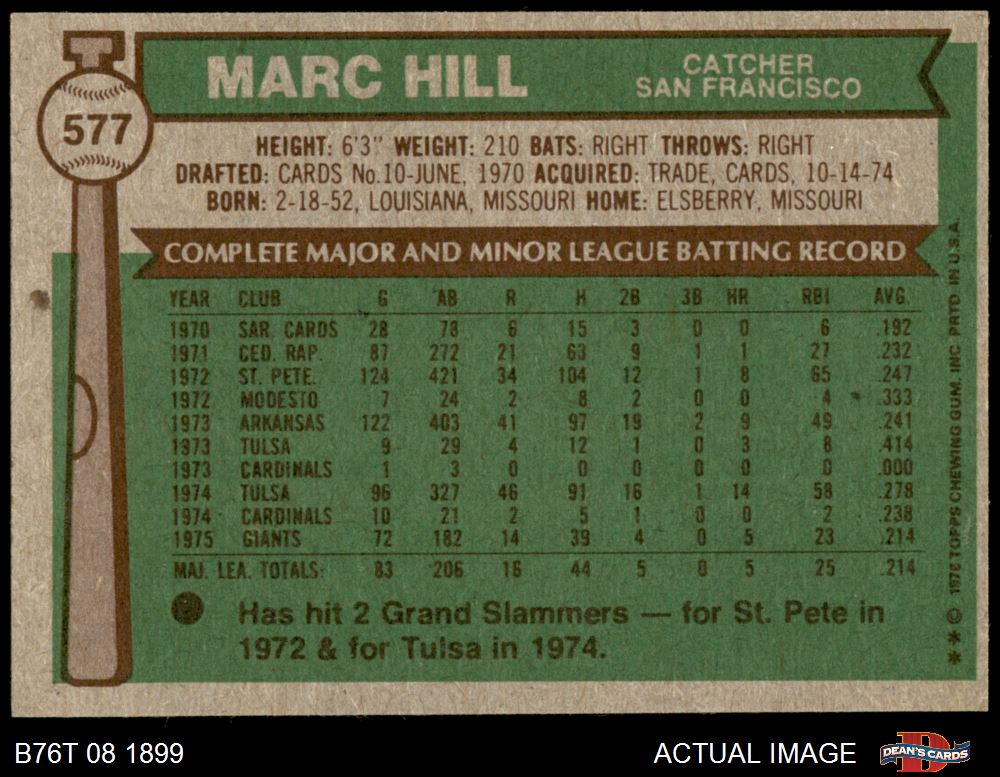 577
MARC HILL
CATCHER
SAN FRANCISCO
HEIGHT: 6'3" WEIGHT: 210 BATS: RIGHT THROWS: RIGHT
DRAFTED: CARDS No.10-JUNE, 1970 ACQUIRED: TRADE, CARDS, 10-14-74
BORN: 2-18-52, LOUISIANA, MISSOURI HOME: ELSBERRY, MISSOURI
COMPLETE MAJOR AND MINOR LEAGUE BATTING RECORD
YEAR CLUB G AB R H 2B 3B HR RBI AVG.
1970 SAR. CARDS 28 78 6 15 3 0 0 6 .192
1971 CED. RAP. 87 272 21 63 9 1 1 27 .232
1972 ST. PETE. 124 421 34 104 12 1 8 65 .247
1972 MODESTO 7 24 2 8 2 0 0 4 .333
1973 ARKANSAS 122 403 41 97 19 2 9 49 .241
1973 TULSA 9 29 4 12 1 0 3 8 .414
1973 CARDINALS 1 3 0 0 0 0 0 0 .000
1974 TULSA 96 327 46 91 16 1 14 58 .278
1974 CARDINALS 10 21 2 5 1 0 0 2 .238
1975 GIANTS 72 182 14 39 4 0 5 23 .214
MAJ. LEA. TOTALS: 83 206 16 44 5 0 5 25 .214
Has hit 2 Grand Slammers — for St. Pete in
1972 & for Tulsa in 1974.
** © 1976 TOPPS CHEWING GUM, INC. PRTD. IN U.S.A.
B76T 08 1899
ACTUAL IMAGE
DEAN'S CARDS